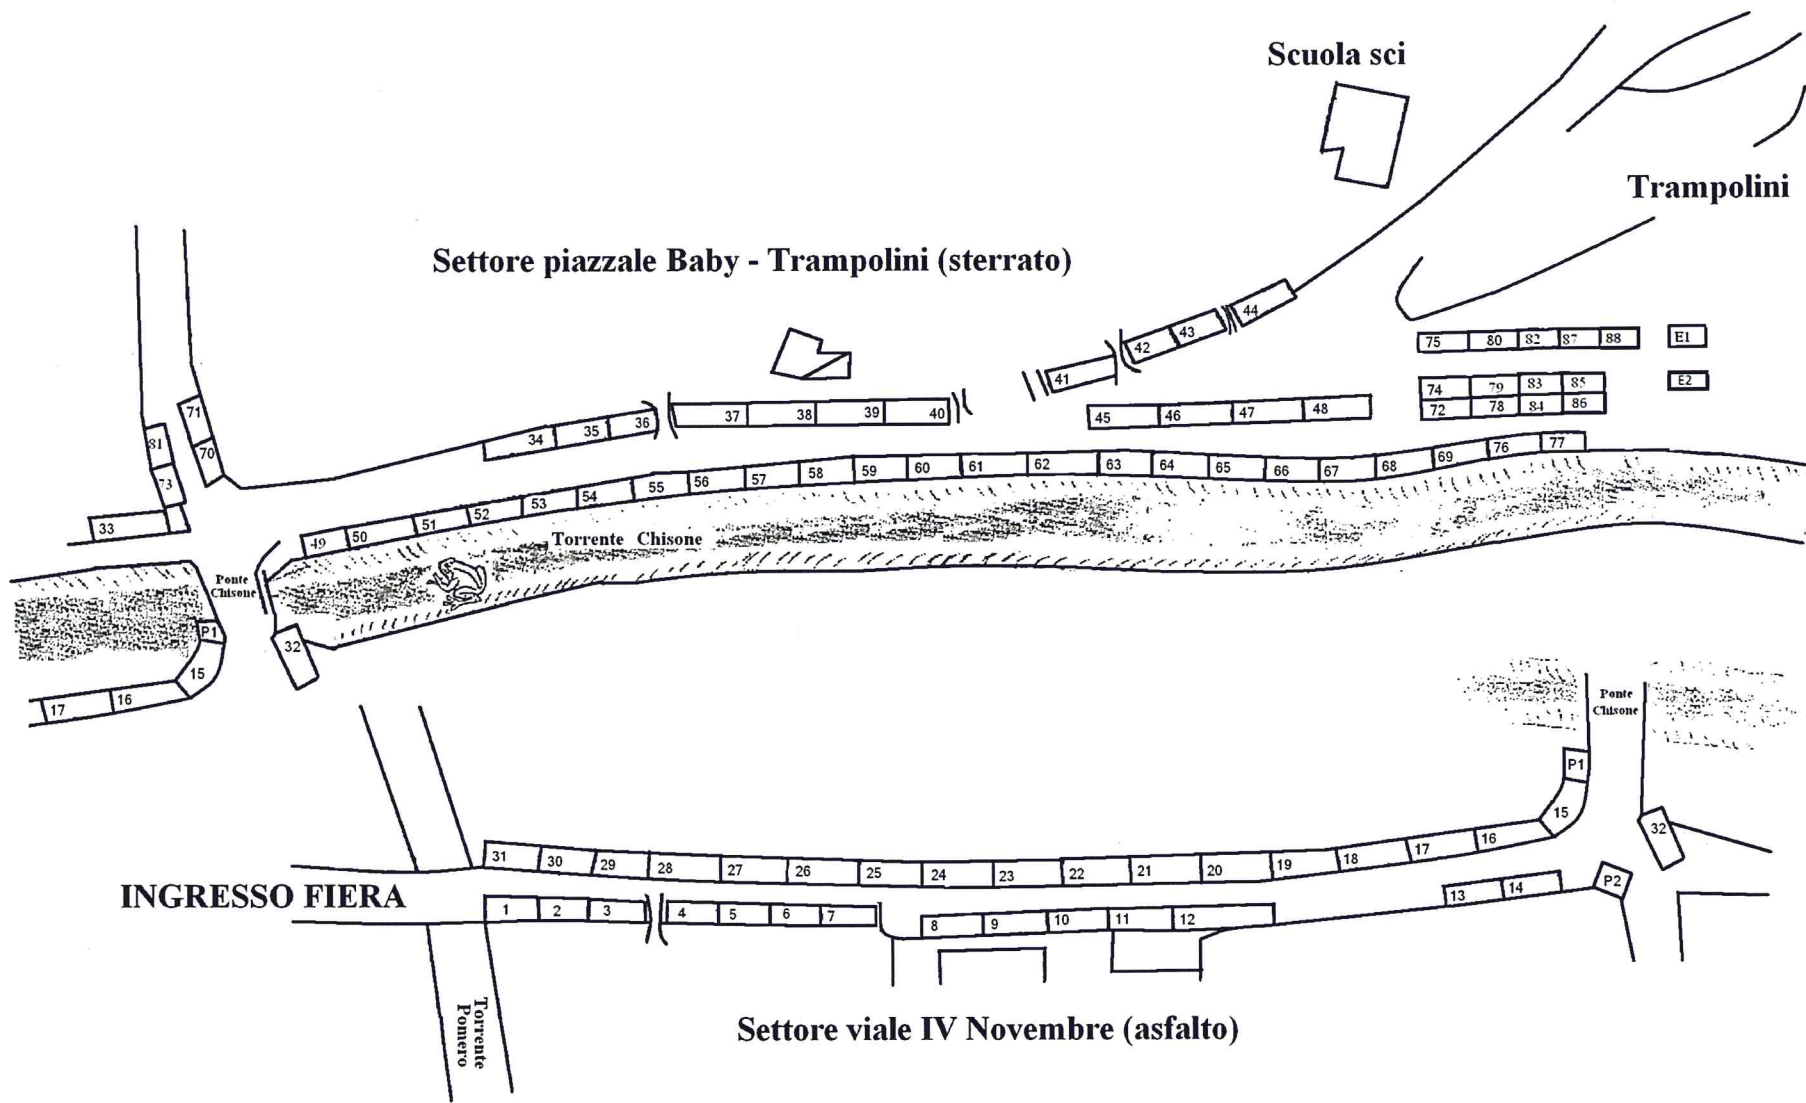 Scuola sci
Trampolini
Settore piazzale Baby - Trampolini (sterrato)
44
43
42
41
75 80 82 87 88 E1
74 79 83 85 E2
72 78 84 86
45 46 47 48
37 38 39 40
34 35 36
71
70
81
73
33
49 50 51 52 53 54 55 56 57 58 59 60 61 62 63 64 65 66 67 68 69 76 77
Torrente Chisone
Ponte
Chisone
P1
15
16
17
32
Ponte
Chisone
P1
15
32
31 30 29 28 27 26 25 24 23 22 21 20 19 18 17 16
INGRESSO FIERA
1 2 3 4 5 6 7 8 9 10 11 12 13 14 P2
Torrente
Pomero
Settore viale IV Novembre (asfalto)